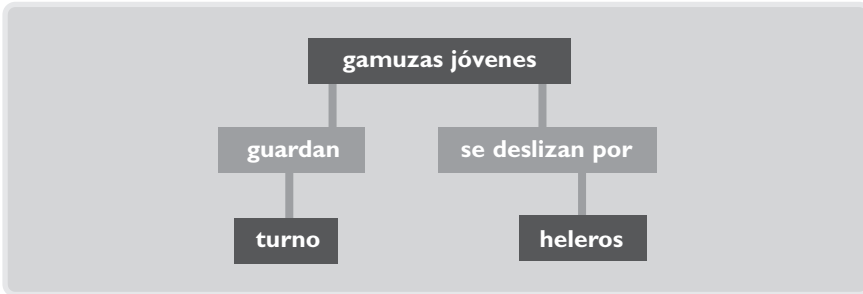 gamuzas jóvenes
guardan
se deslizan por
turno
heleros